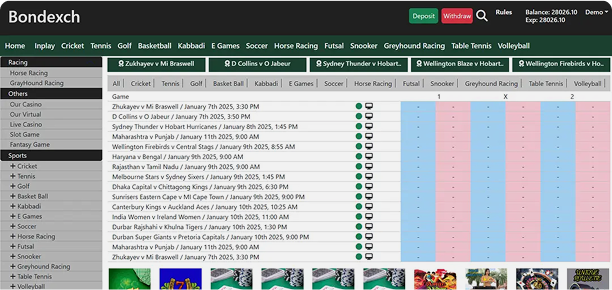 Bondexch
Deposit
Withdraw
Rules
Balance: 28026.10
Exp: 28026.10
Demo
Home Inplay Cricket Tennis Golf Basketball Kabbadi E Games Soccer Horse Racing Futsal Snooker Greyhound Racing Table Tennis Volleyball
Racing
Horse Racing
GrayHound Racing
Others
Our Casino
Our Virtual
Live Casino
Slot Game
Fantasy Game
Sports
+ Cricket
+ Tennis
+ Golf
+ Basket Ball
+ Kabbadi
+ E Games
+ Soccer
+ Horse Racing
+ Futsal
+ Snooker
+ Greyhound Racing
+ Table Tennis
+ Volleyball
Zukhayev v Mi Braswell
D Collins v O Jabeur
Sydney Thunder v Hobart..
Wellington Blaze v Hobart..
Wellington Firebirds v Ho..
All Cricket Tennis Golf Basket Ball Kabbadi E Games Soccer Horse Racing Futsal Snooker Greyhound Racing Table Tennis Volleyball
Game 1 X 2
Zhukayev v Mi Braswell / January 7th 2025, 3:30 PM
D Collins v O Jabeur / January 7th 2025, 3:50 PM
Sydney Thunder v Hobart Hurricanes / January 8th 2025, 1:45 PM
Maharashtra v Punjab / January 11th 2025, 9:00 AM
Wellington Firebirds v Central Stags / January 9th 2025, 8:55 AM
Haryana v Bengal / January 9th 2025, 9:00 AM
Rajasthan v Tamil Nadu / January 9th 2025, 9:00 AM
Melbourne Stars v Sydney Sixers / January 9th 2025, 1:45 PM
Dhaka Capital v Chittagong Kings / January 9th 2025, 6:30 PM
Sunrisers Eastern Cape v MI Cape Town / January 9th 2025, 9:00 PM
Canterbury Kings v Auckland Aces / January 10th 2025, 10:25 AM
India Women v Ireland Women / January 10th 2025, 11:00 AM
Durbar Rajshahi v Khulna Tigers / January 10th 2025, 1:30 PM
Durban Super Giants v Pretoria Capitals / January 10th 2025, 9:00 PM
Maharashtra v Punjab / January 11th 2025, 9:00 AM
Zhukayev v Mi Braswell / January 7th 2025, 3:30 PM